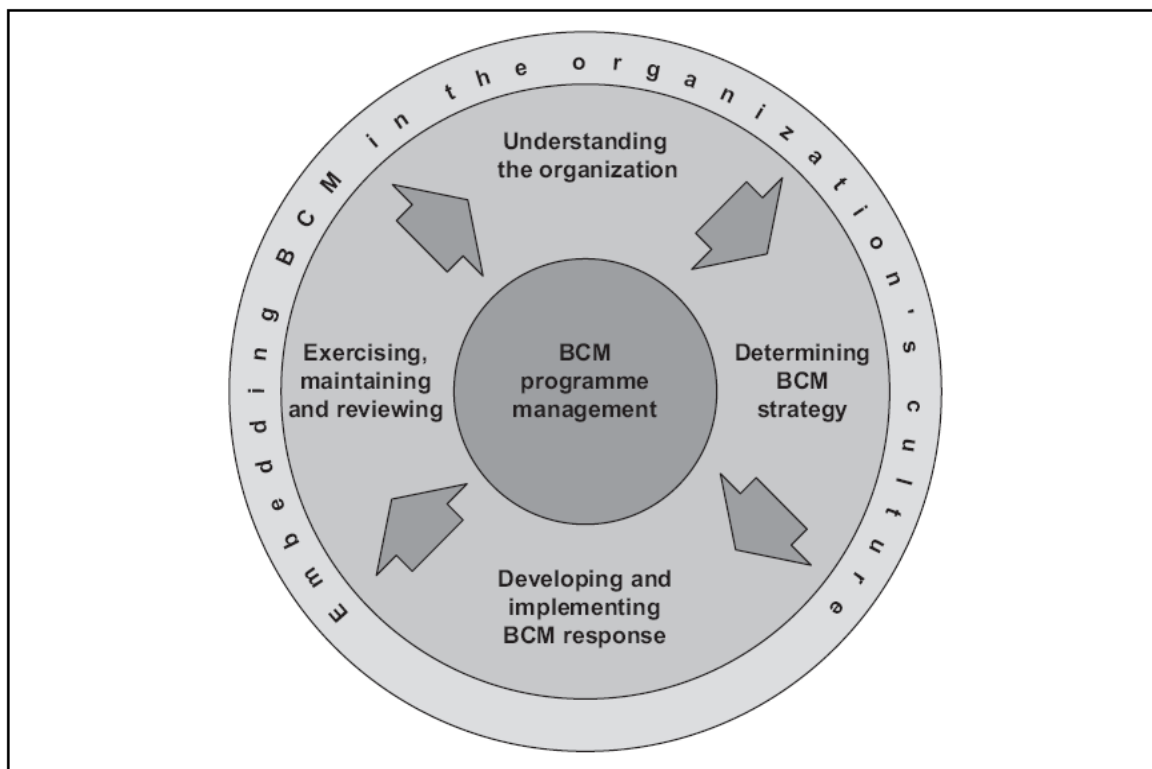 Embedding BCM in the organization's culture
Understanding
the organization
Exercising,
maintaining
and reviewing
BCM
programme
management
Determining
BCM
strategy
Developing and
implementing
BCM response